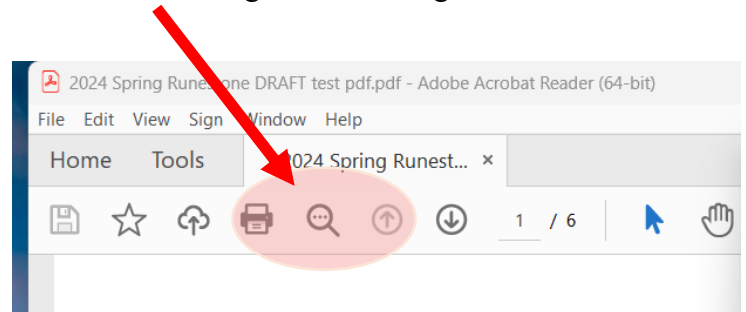 2024 Spring Runestone DRAFT test pdf.pdf - Adobe Acrobat Reader (64-bit)
File Edit View Sign Window Help
Home Tools 2024 Spring Runest... ×
1 / 6